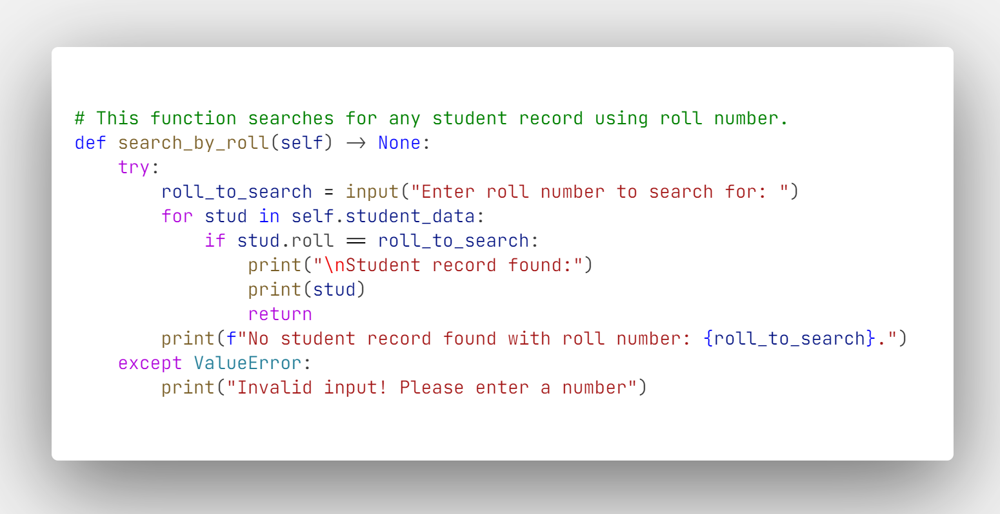 # This function searches for any student record using roll number.
def search_by_roll(self) -> None:
    try:
        roll_to_search = input("Enter roll number to search for: ")
        for stud in self.student_data:
            if stud.roll == roll_to_search:
                print("\nStudent record found:")
                print(stud)
                return
        print(f"No student record found with roll number: {roll_to_search}.")
    except ValueError:
        print("Invalid input! Please enter a number")